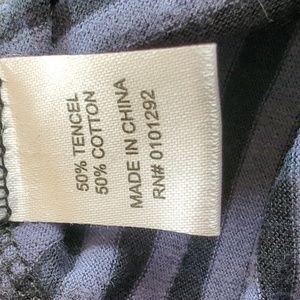 50% TENCEL
50% COTTON
MADE IN CHINA
RN# 0101292